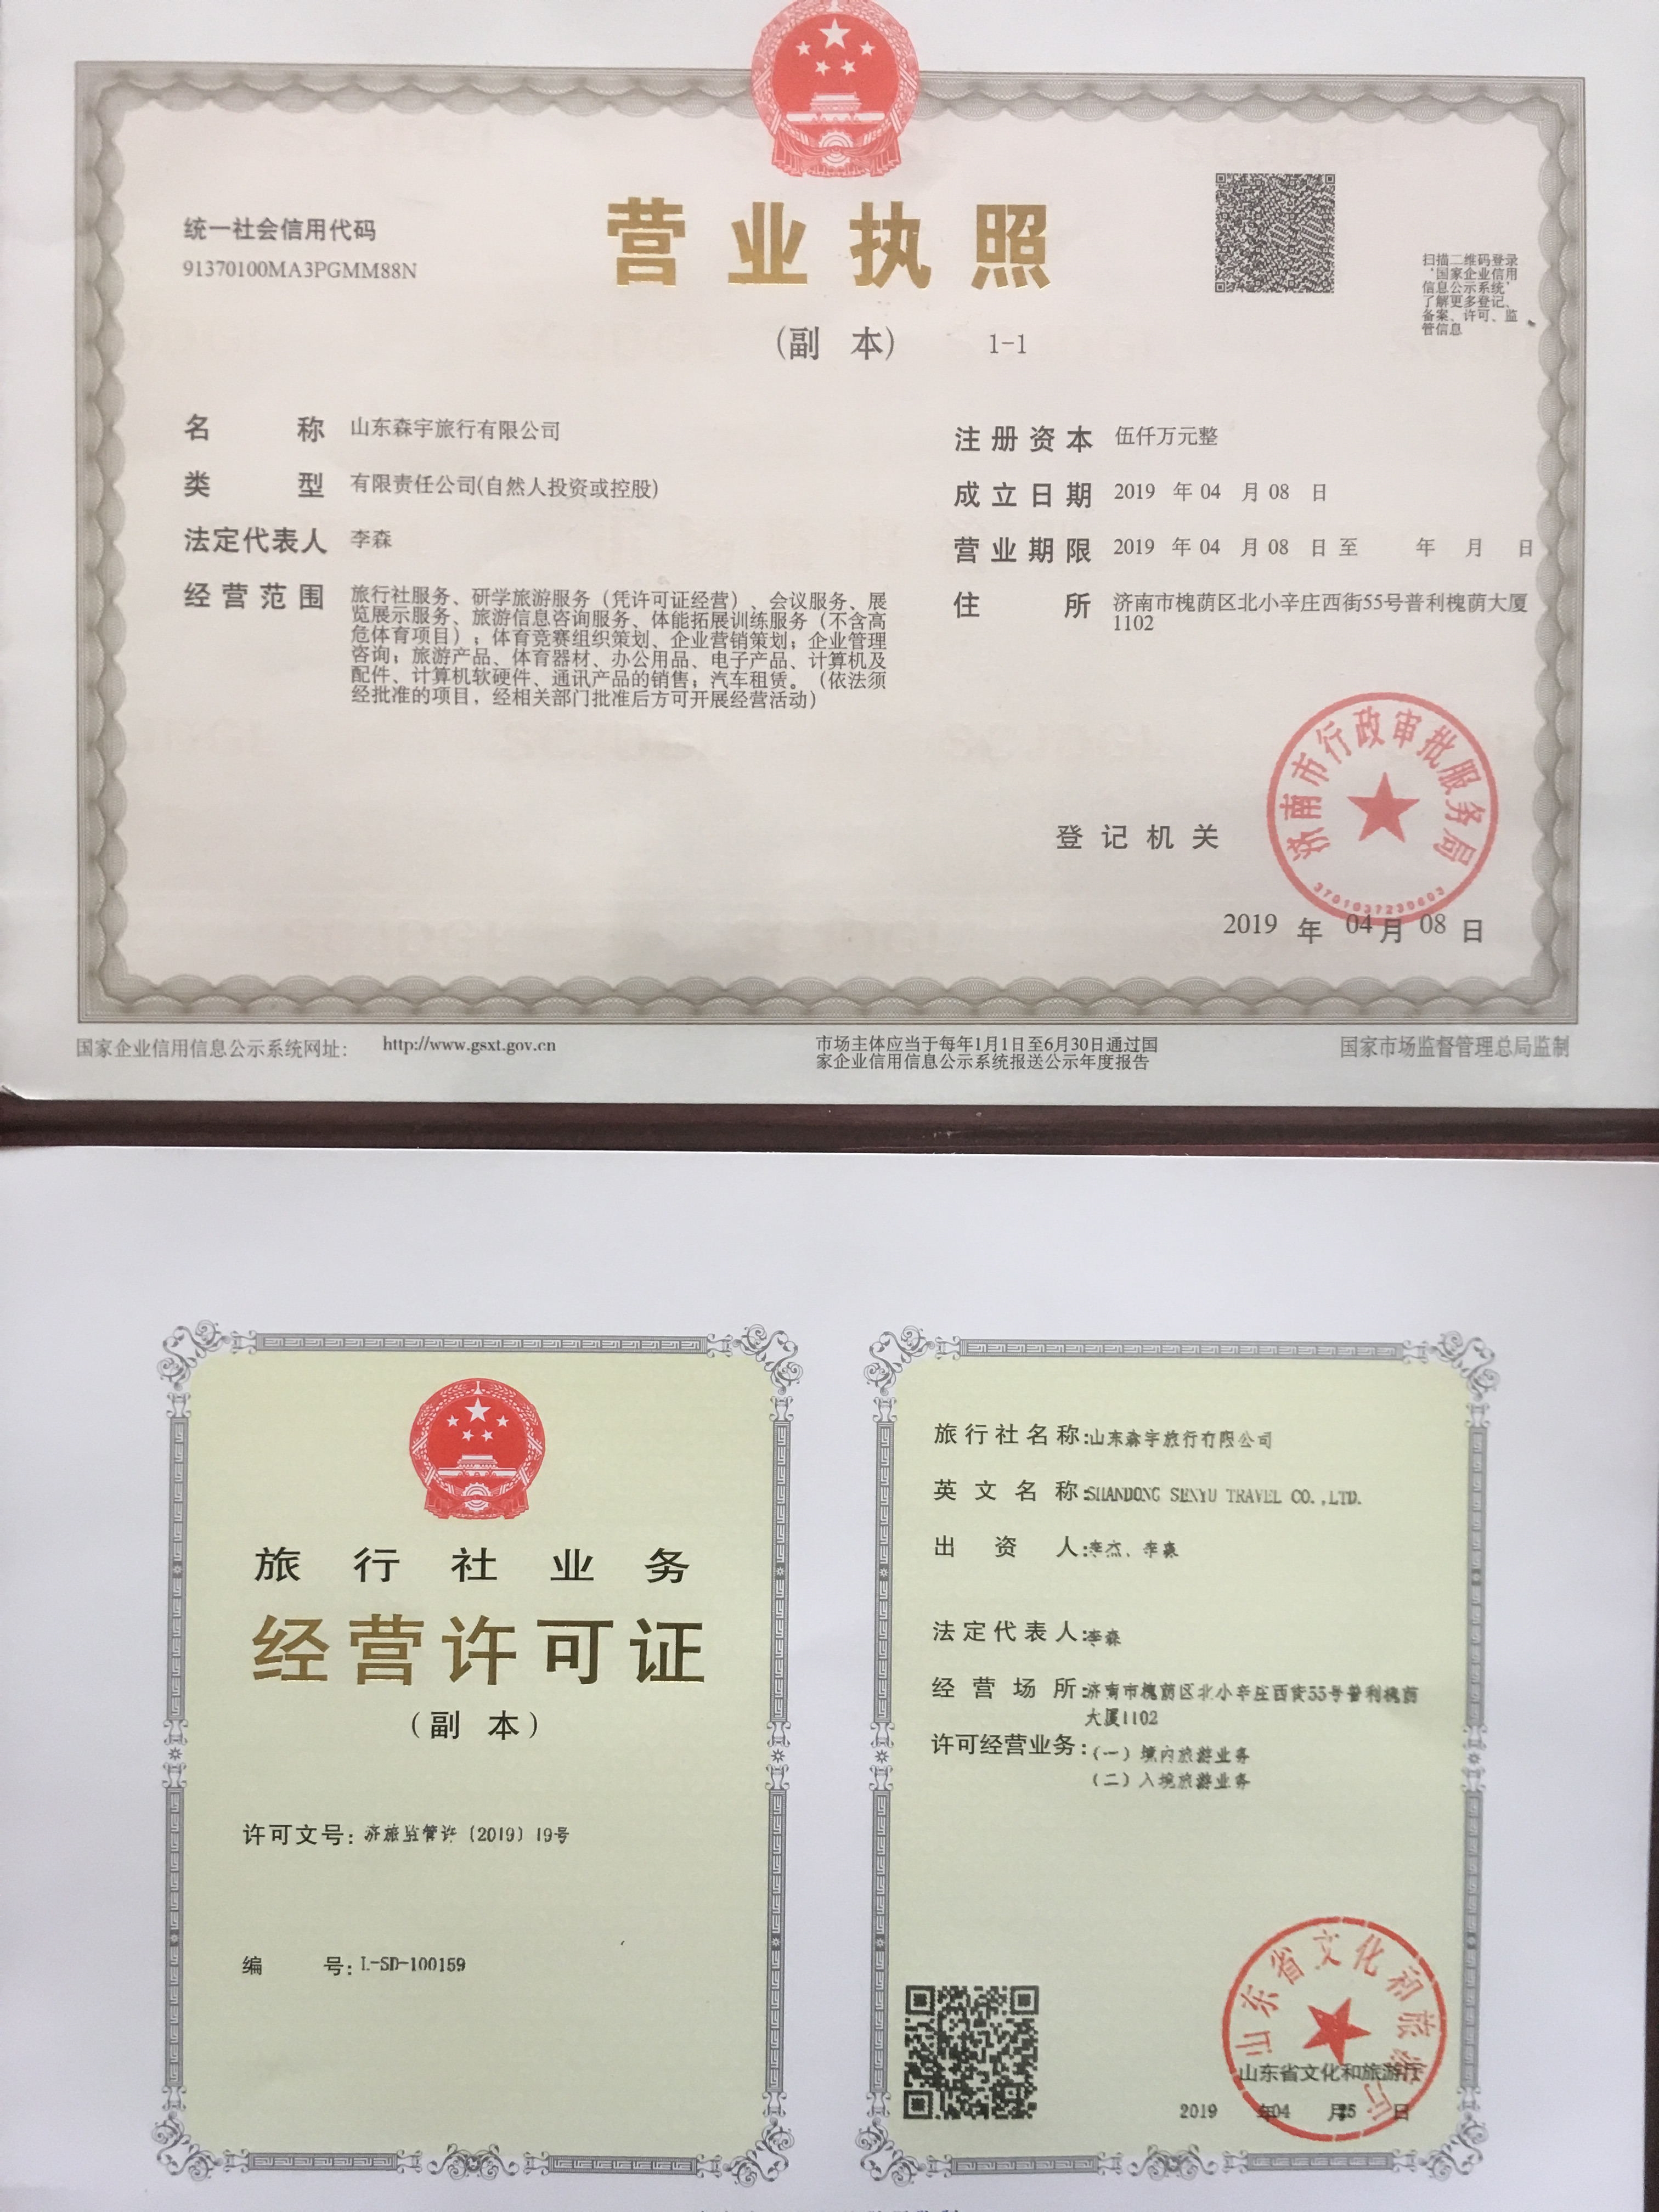 统一社会信用代码
91370100MA3PGMM88N
营业执照
(副 本) 1-1
扫描二维码登录
'国家企业信用
信息公示系统'
了解更多登记、
备案、许可、监
管信息
名称 山东森宇旅行有限公司
类型 有限责任公司(自然人投资或控股)
法定代表人 李森
经营范围 旅行社服务、研学旅游服务（凭许可证经营）、会议服务、展
览展示服务、旅游信息咨询服务、体能拓展训练服务（不含高
危体育项目）；体育竞赛组织策划、企业营销策划；企业管理
咨询；旅游产品、体育器材、办公用品、电子产品、计算机及
配件、计算机软硬件、通讯产品的销售；汽车租赁。（依法须
经批准的项目，经相关部门批准后方可开展经营活动）
注册资本 伍仟万元整
成立日期 2019 年 04 月 08 日
营业期限 2019 年 04 月 08 日 至 年 月 日
住所 济南市槐荫区北小辛庄西街55号普利槐荫大厦
1102
登记机关
济南市行政审批服务局
3701037230603
2019 年 04 月 08 日
国家企业信用信息公示系统网址： http://www.gsxt.gov.cn
市场主体应当于每年1月1日至6月30日通过国
家企业信用信息公示系统报送公示年度报告
国家市场监督管理总局监制
旅行社业务
经营许可证
（副 本）
许可文号：济旅监管许〔2019〕19号
编号：L-SD-100159
旅行社名称：山东森宇旅行有限公司
英文名称：SHANDONG SENYU TRAVEL CO.,LTD.
出资人：李杰、李森
法定代表人：李森
经营场所：济南市槐荫区北小辛庄西街55号普利槐荫
大厦1102
许可经营业务：（一）境内旅游业务
（二）入境旅游业务
山东省文化和旅游厅
山东省文化和旅游厅
2019 年04 月25 日